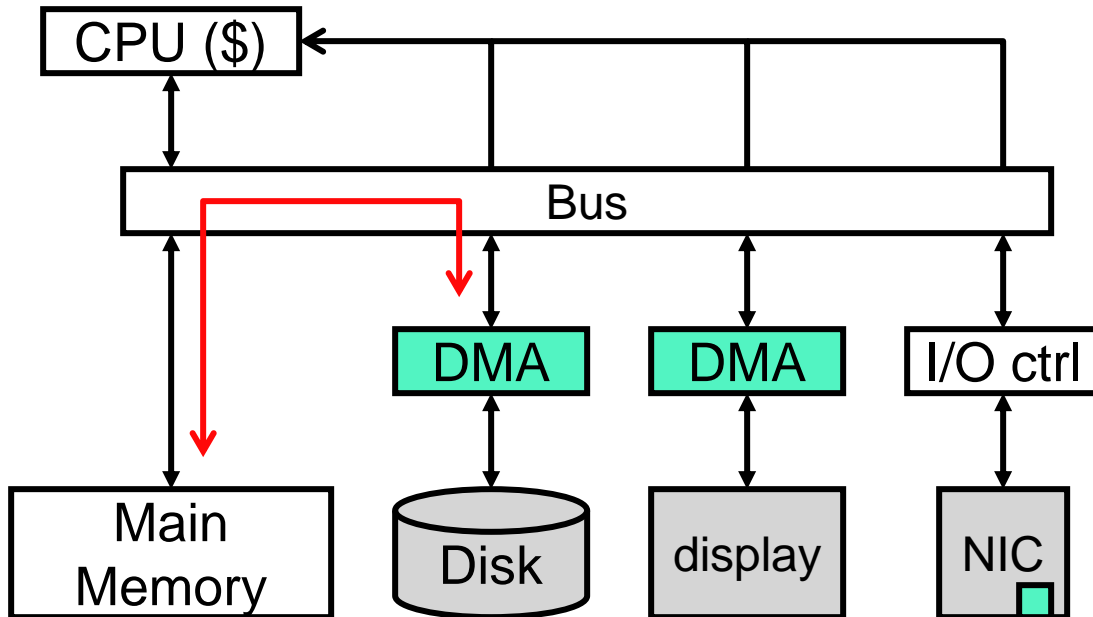 CPU ($)
Bus
DMA
DMA
I/O ctrl
Main
Memory
Disk
display
NIC